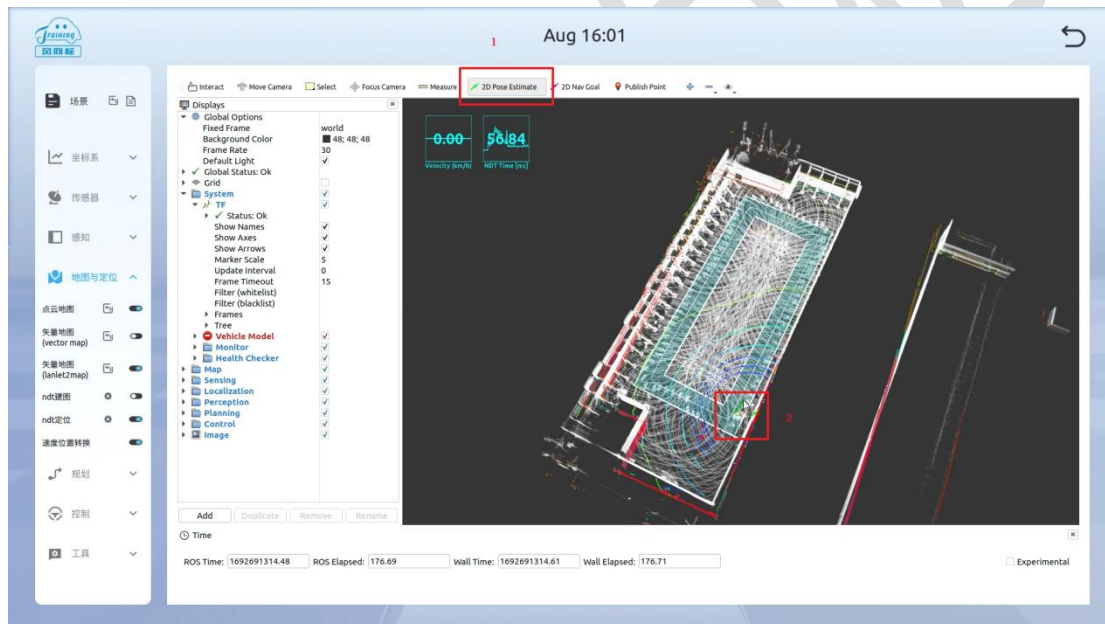 Training
风向标
1
Aug 16:01
场景
坐标系
传感器
感知
地图与定位
点云地图
矢量地图
(vector map)
矢量地图
(lanlet2map)
ndt建图
ndt定位
速度位置转换
规划
控制
工具
Interact Move Camera Select Focus Camera Measure 2D Pose Estimate 2D Nav Goal Publish Point
Displays
Global Options
Fixed Frame world
Background Color 48; 48; 48
Frame Rate 30
Default Light
Global Status: Ok
Grid
System
TF
Status: Ok
Show Names
Show Axes
Show Arrows
Marker Scale 5
Update Interval 0
Frame Timeout 15
Filter (whitelist)
Filter (blacklist)
Frames
Tree
Vehicle Model
Monitor
Health Checker
Map
Sensing
Localization
Perception
Planning
Control
Image
Add Duplicate Remove Rename
0.00 56.84
Velocity (km/h) NDT Time [ms]
2
Time
ROS Time: 1692691314.48 ROS Elapsed: 176.69 Wall Time: 1692691314.61 Wall Elapsed: 176.71 Experimental